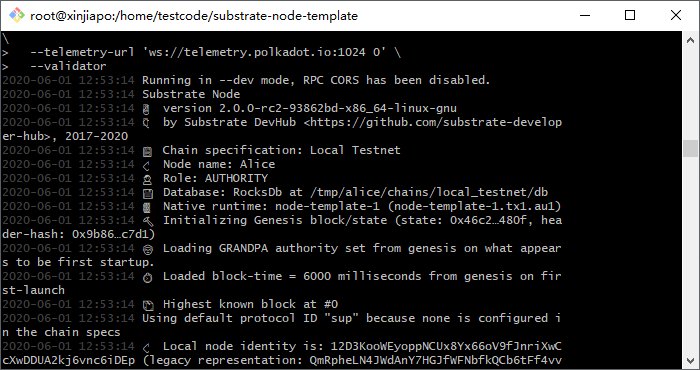 root@xinjiapo:/home/testcode/substrate-node-template
\
>   --telemetry-url 'ws://telemetry.polkadot.io:1024 0' \
>   --validator
2020-06-01 12:53:14 Running in --dev mode, RPC CORS has been disabled.
2020-06-01 12:53:14 Substrate Node
2020-06-01 12:53:14   version 2.0.0-rc2-93862bd-x86_64-linux-gnu
2020-06-01 12:53:14   by Substrate DevHub <https://github.com/substrate-develop
er-hub>, 2017-2020
2020-06-01 12:53:14   Chain specification: Local Testnet
2020-06-01 12:53:14   Node name: Alice
2020-06-01 12:53:14   Role: AUTHORITY
2020-06-01 12:53:14   Database: RocksDb at /tmp/alice/chains/local_testnet/db
2020-06-01 12:53:14   Native runtime: node-template-1 (node-template-1.tx1.au1)
2020-06-01 12:53:14   Initializing Genesis block/state (state: 0x46c2…480f, hea
der-hash: 0x9b86…c7d1)
2020-06-01 12:53:14   Loading GRANDPA authority set from genesis on what appear
s to be first startup.
2020-06-01 12:53:14   Loaded block-time = 6000 milliseconds from genesis on fir
st-launch
2020-06-01 12:53:14   Highest known block at #0
2020-06-01 12:53:14 Using default protocol ID "sup" because none is configured i
n the chain specs
2020-06-01 12:53:14   Local node identity is: 12D3KooWEyoppNCUx8Yx66oV9fJnriXwC
cXwDDUA2kj6vnc6iDEp (legacy representation: QmRpheLN4JWdAnY7HGJfWFNbfkQCb6tFf4vv